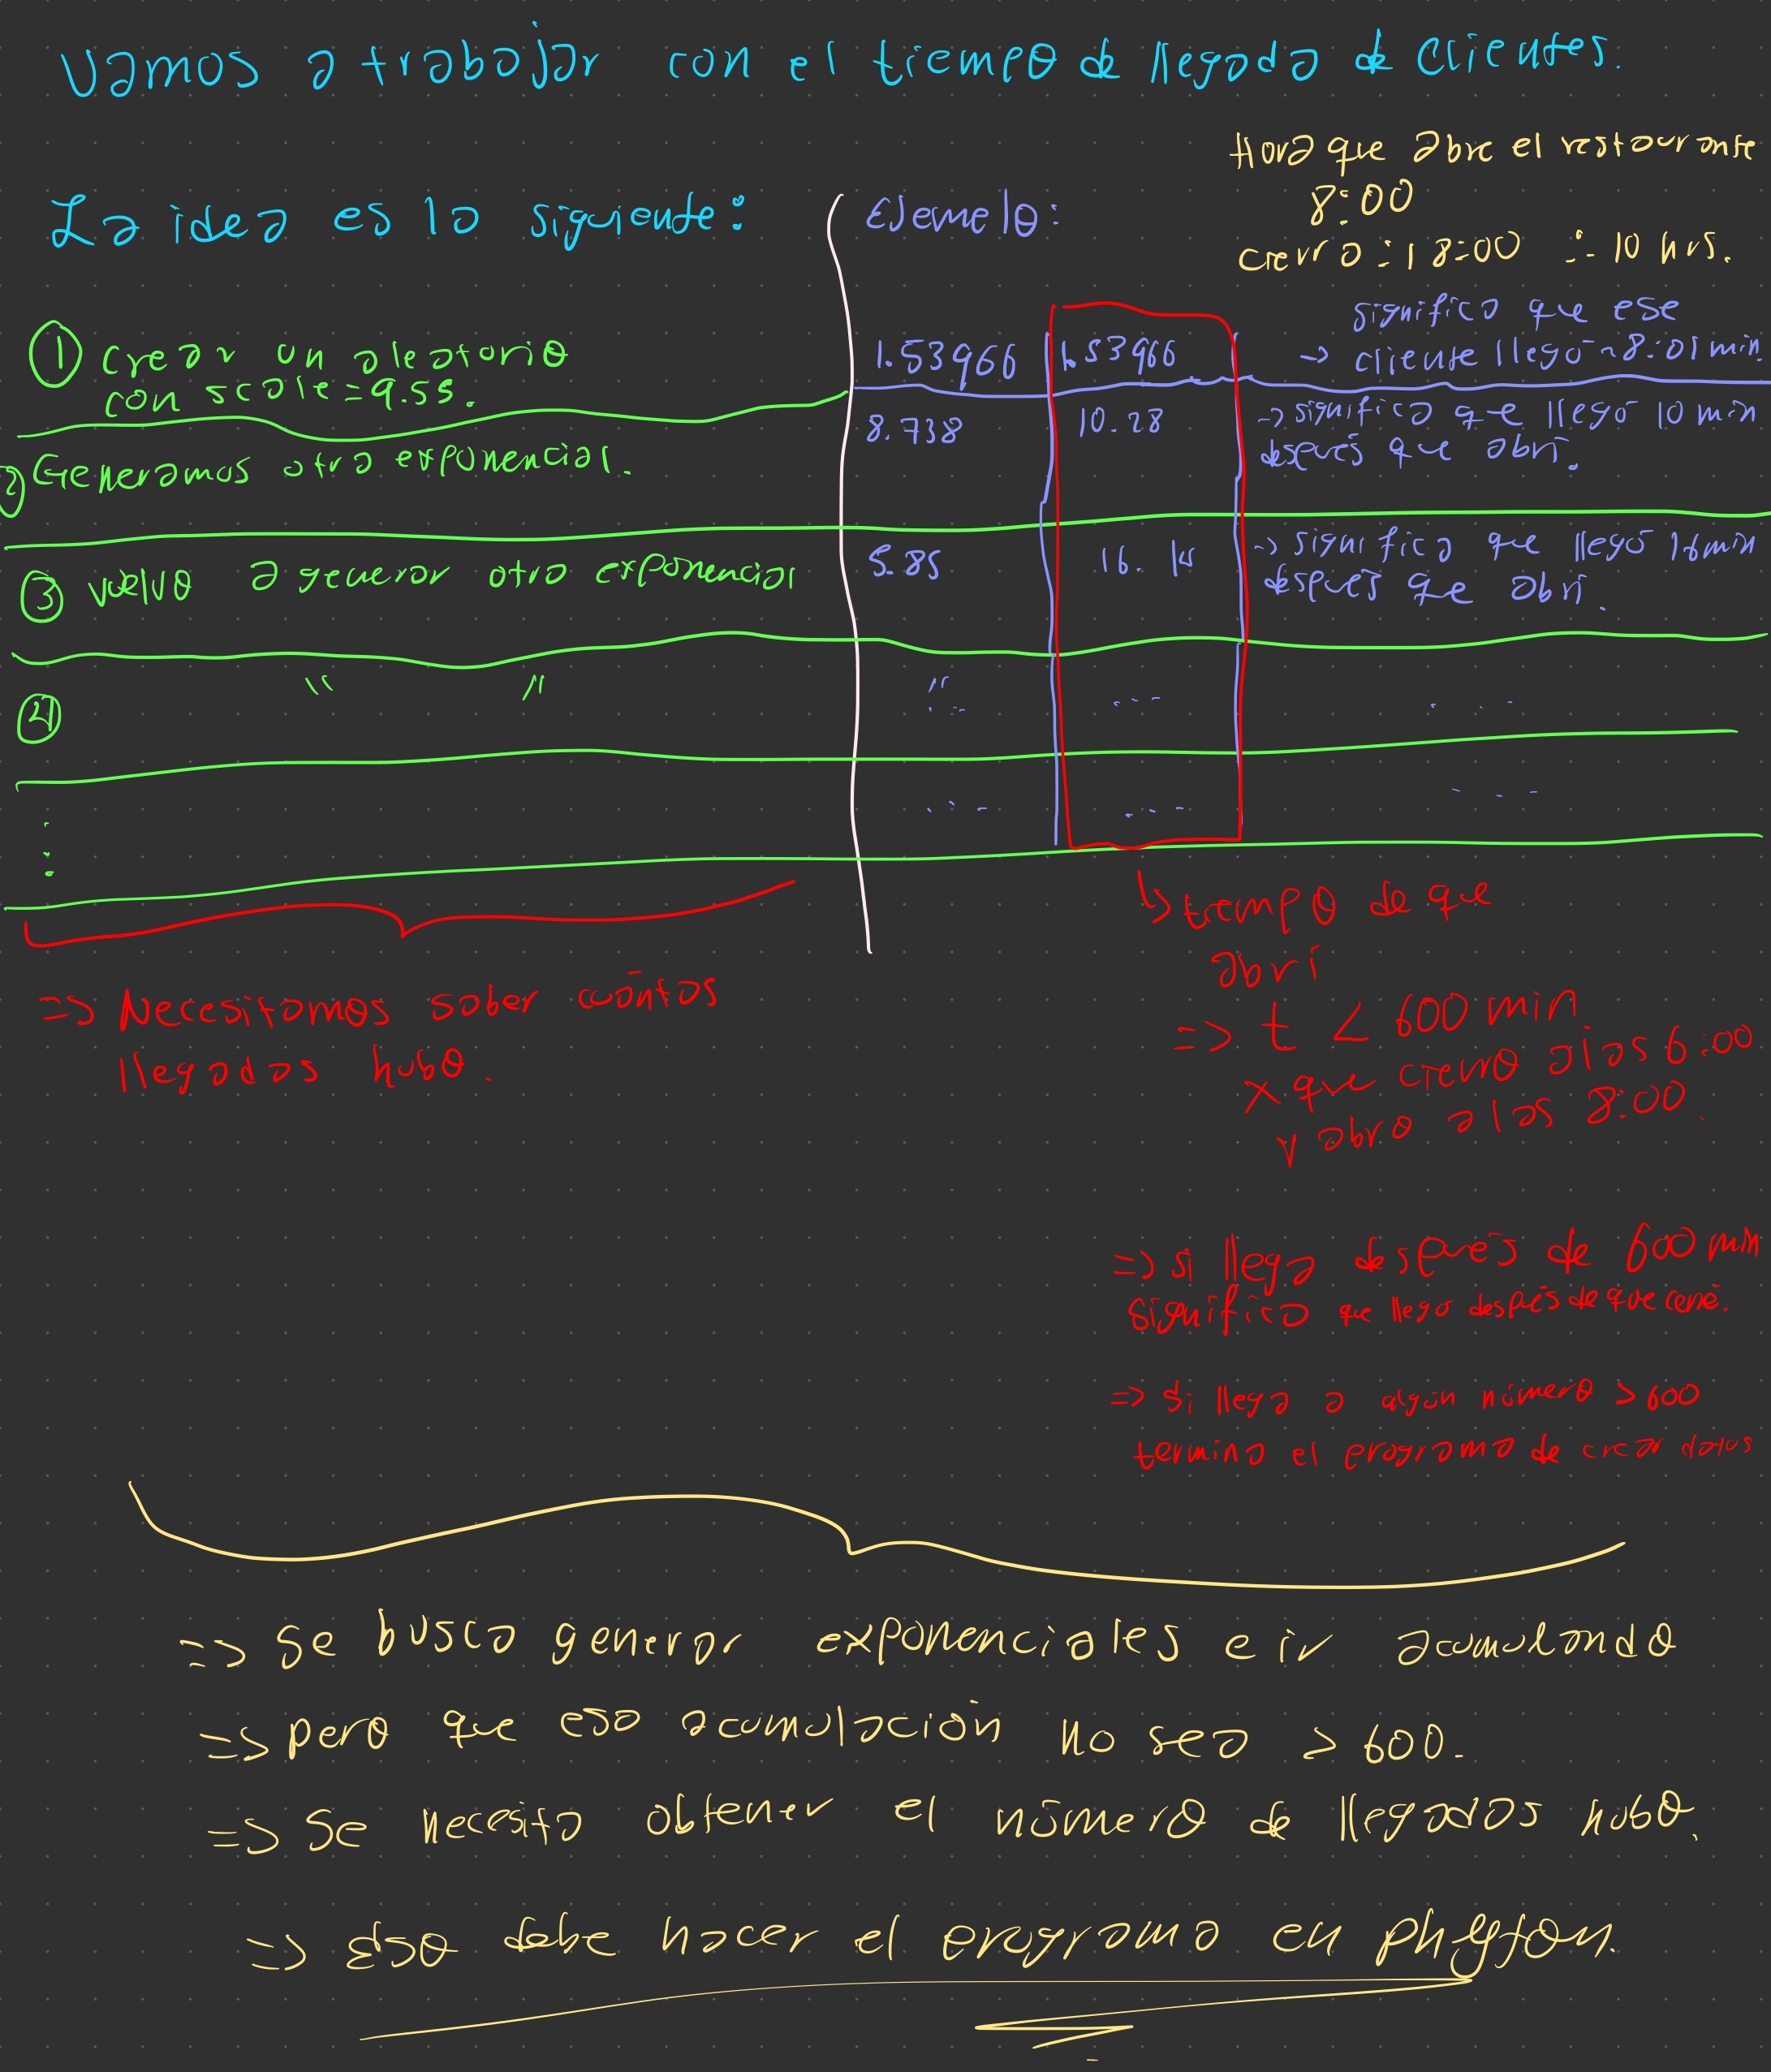 Vamos a trabajar con el tiempo de llegada de clientes.
Hora que abre el restaurante
8:00
cierro = 18:00 ∴ 10 hrs.
La idea es la siguiente:
Ejemplo:
① Crear un aleatorio
con scale = 9.55.
1.53966 1.53966 -> significa que ese
cliente llegó a 8:01 min.
② Generamos otra exponencial.
8.738 10.28 -> significa que llegó 10 min
después que abrí.
③ vuelvo a generar otro exponencial
5.85 16.14 -> significa que llegó 16 min
después que abrí.
④ " " " ... ...
... ... ...
=> Necesitamos saber cuántos
llegadas hubo.
↳ tiempo de que
abrí
=> t < 600 min.
x que cierro a las 6:00
y abro a las 8:00.
=> si llega después de 600 min
significa que llego después de que cerré.
=> Si llega a algún número > 600
termina el programa de crear datos.
=> Se busca generar exponenciales e ir acumulando
=> pero que esa acumulación no sea > 600.
=> Se necesita obtener el número de llegadas hubo.
=> Eso debe hacer el programa en phyton.